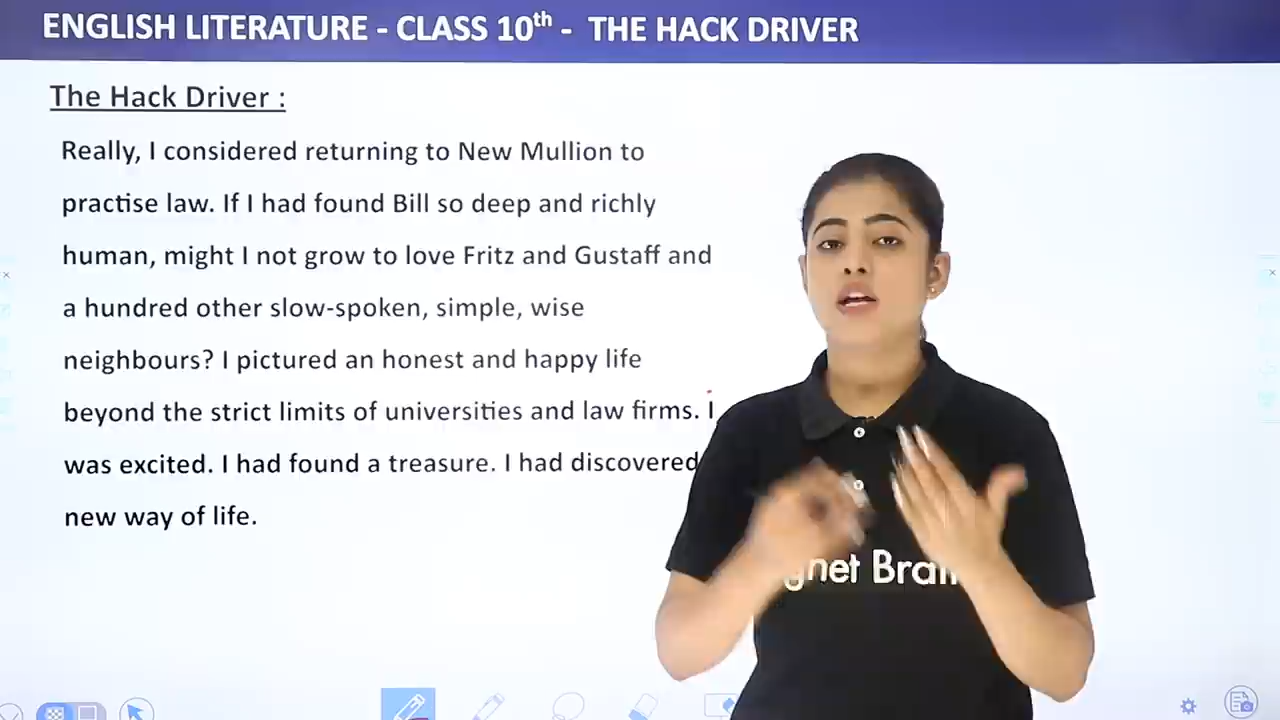 ENGLISH LITERATURE - CLASS 10th - THE HACK DRIVER
The Hack Driver :
Really, I considered returning to New Mullion to
practise law. If I had found Bill so deep and richly
human, might I not grow to love Fritz and Gustaff and
a hundred other slow-spoken, simple, wise
neighbours? I pictured an honest and happy life
beyond the strict limits of universities and law firms. I
was excited. I had found a treasure. I had discovered
new way of life.